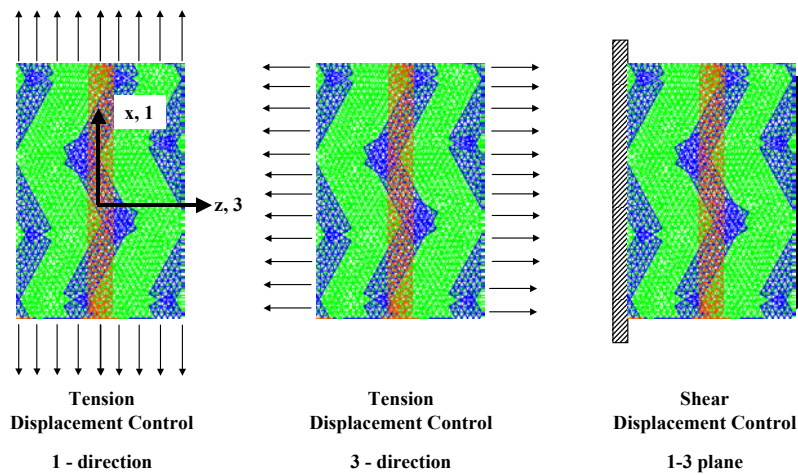 x, 1
z, 3
Tension
Displacement Control
1 - direction
Tension
Displacement Control
3 - direction
Shear
Displacement Control
1-3 plane